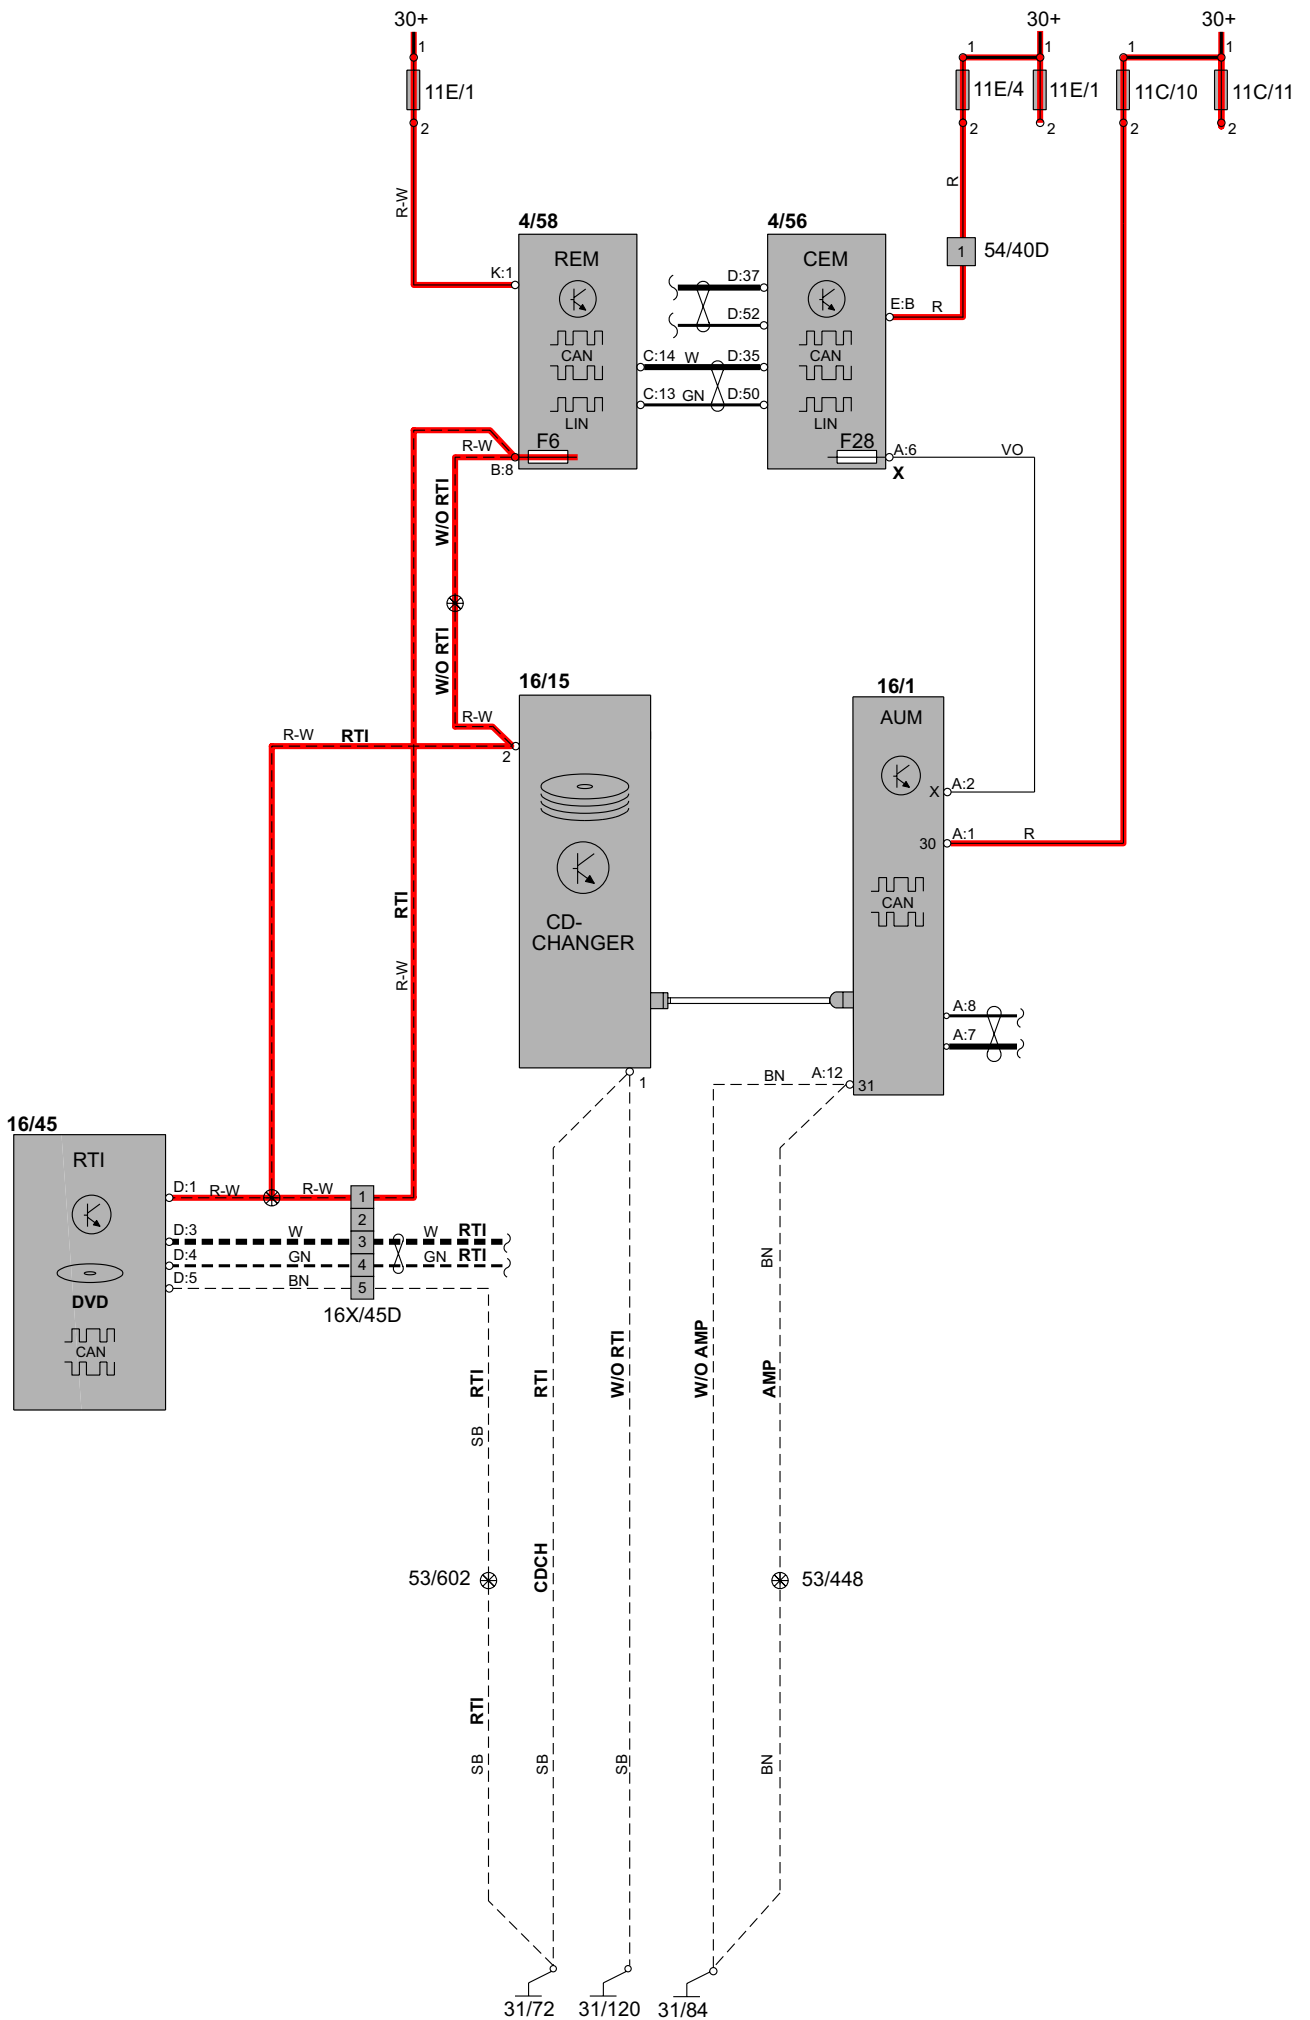 30+
30+
30+
1
1
1
1
1
11E/1
11E/4
11E/1
11C/10
11C/11
2
2
2
2
2
R-W
R
4/58
4/56
REM
CEM
54/40D
1
K:1
D:37
E:B
R
D:52
CAN
CAN
C:14
W
D:35
C:13
GN
D:50
LIN
LIN
R-W
F6
F28
A:6
VO
B:8
X
W/O RTI
W/O RTI
16/15
16/1
R-W
AUM
R-W
RTI
2
X
A:2
30
A:1
R
RTI
CAN
CD-
CHANGER
R-W
A:8
A:7
1
BN
A:12
31
16/45
RTI
D:1
R-W
R-W
1
2
D:3
W
3
W
RTI
D:4
GN
4
GN
RTI
D:5
BN
5
DVD
16X/45D
CAN
BN
RTI
RTI
W/O RTI
W/O AMP
AMP
SB
CDCH
53/602
53/448
RTI
SB
SB
SB
BN
31/72
31/120
31/84